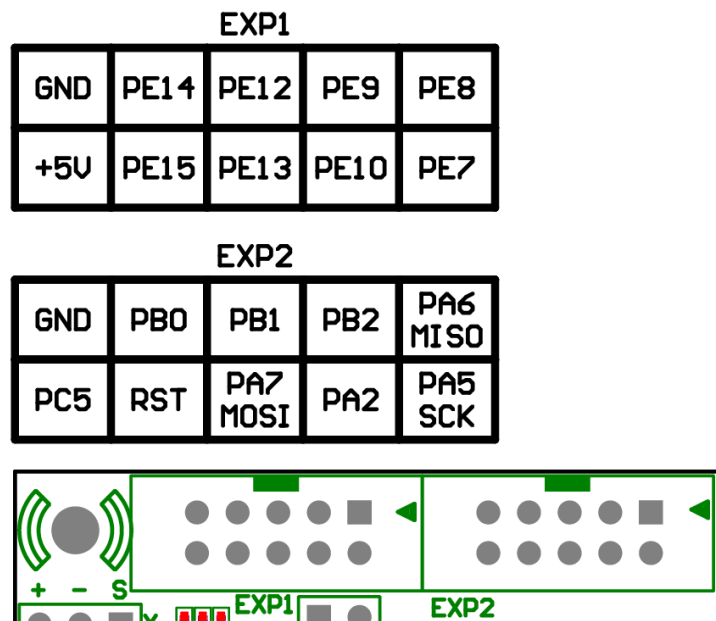 EXP1
GND PE14 PE12 PE9 PE8
+5V PE15 PE13 PE10 PE7
EXP2
GND PB0 PB1 PB2 PA6 MISO
PC5 RST PA7 MOSI PA2 PA5 SCK
+ - S
EXP1 EXP2